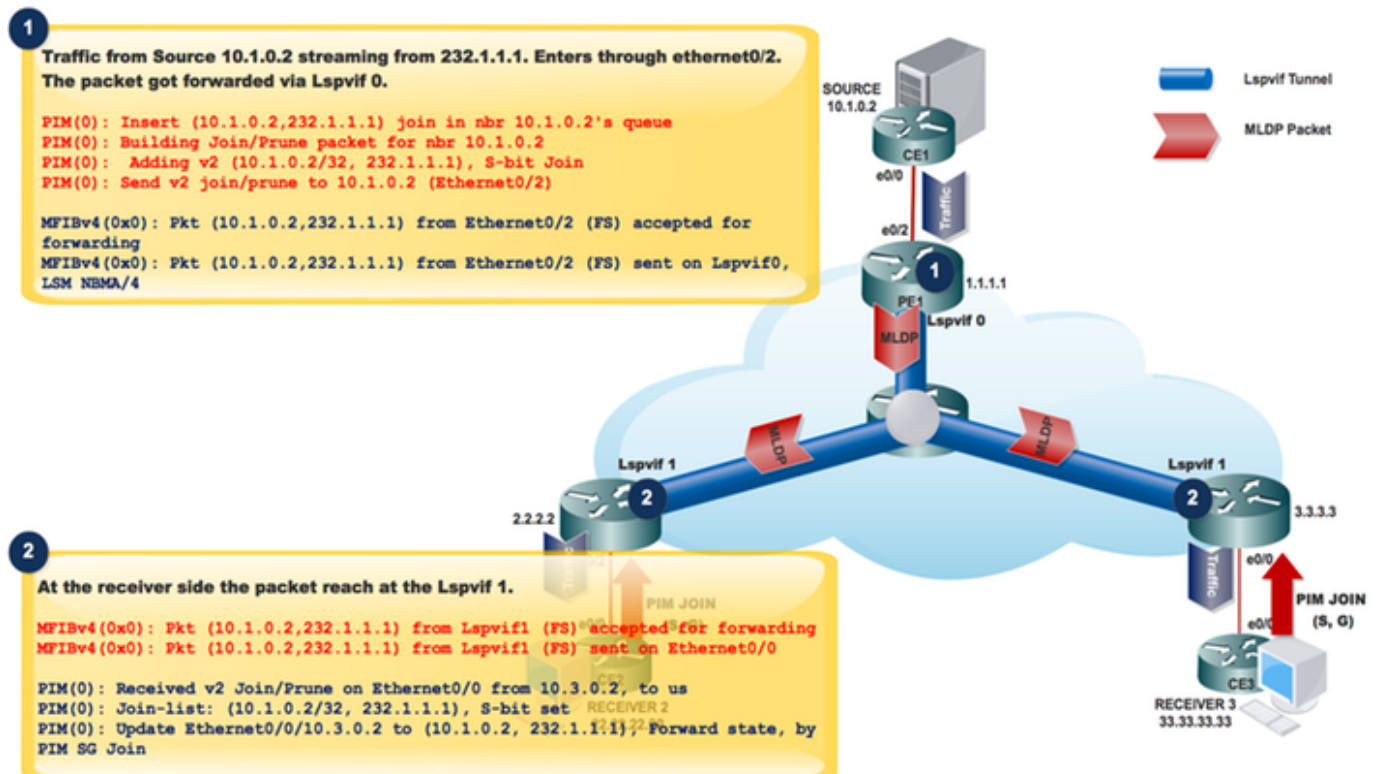 1
Traffic from Source 10.1.0.2 streaming from 232.1.1.1. Enters through ethernet0/2.
The packet got forwarded via Lspvif 0.
PIM(0): Insert (10.1.0.2,232.1.1.1) join in nbr 10.1.0.2's queue
PIM(0): Building Join/Prune packet for nbr 10.1.0.2
PIM(0): Adding v2 (10.1.0.2/32, 232.1.1.1), S-bit Join
PIM(0): Send v2 join/prune to 10.1.0.2 (Ethernet0/2)
MFIBv4(0x0): Pkt (10.1.0.2,232.1.1.1) from Ethernet0/2 (FS) accepted for
forwarding
MFIBv4(0x0): Pkt (10.1.0.2,232.1.1.1) from Ethernet0/2 (FS) sent on Lspvif0,
LSM NBMA/4
SOURCE
10.1.0.2
CE1
e0/0
Traffic
e0/2
1
1.1.1.1
PE1
Lspvif 0
MLDP
Lspvif Tunnel
MLDP Packet
MLDP
MLDP
Lspvif 1
2
2.2.2.2
Traffic
Lspvif 1
2
3.3.3.3
e0/0
Traffic
PIM JOIN
(S, G)
e0/0
CE3
RECEIVER 3
33.33.33.33
2
At the receiver side the packet reach at the Lspvif 1.
MFIBv4(0x0): Pkt (10.1.0.2,232.1.1.1) from Lspvif1 (FS) accepted for forwarding
MFIBv4(0x0): Pkt (10.1.0.2,232.1.1.1) from Lspvif1 (FS) sent on Ethernet0/0
PIM(0): Received v2 Join/Prune on Ethernet0/0 from 10.3.0.2, to us
PIM(0): Join-list: (10.1.0.2/32, 232.1.1.1), S-bit set
PIM(0): Update Ethernet0/0/10.3.0.2 to (10.1.0.2, 232.1.1.1), Forward state, by
PIM SG Join
PIM JOIN
(S, G)
e0/0
CE2
RECEIVER 2